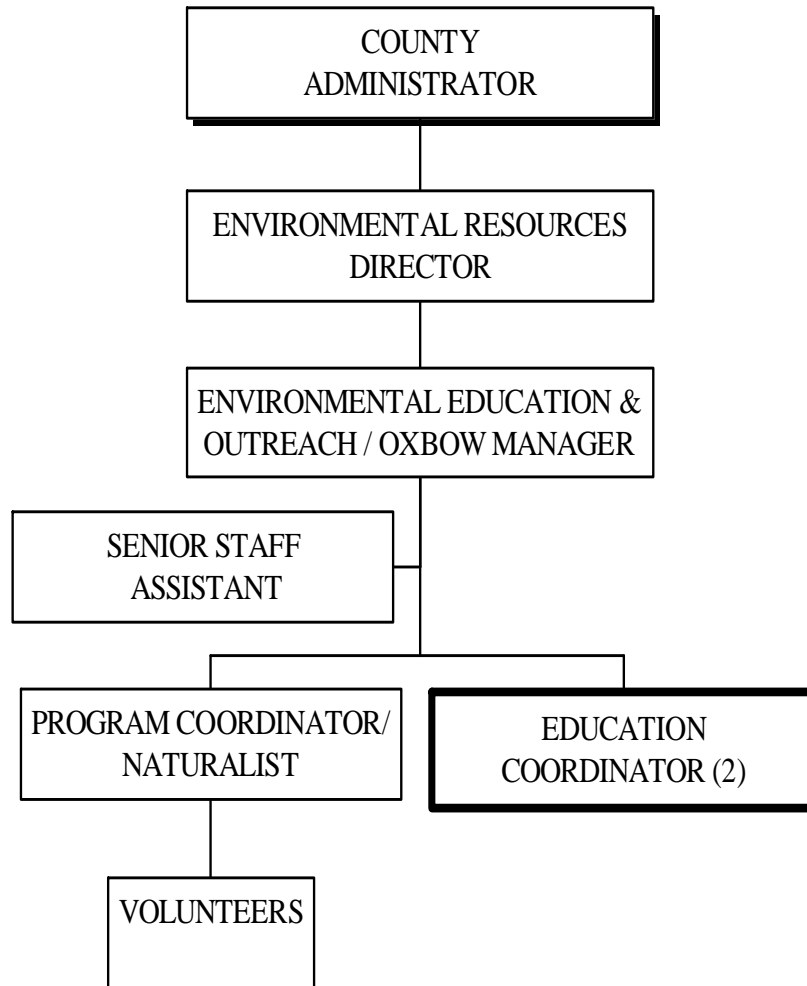 COUNTY
ADMINISTRATOR
ENVIRONMENTAL RESOURCES
DIRECTOR
ENVIRONMENTAL EDUCATION &
OUTREACH / OXBOW MANAGER
SENIOR STAFF
ASSISTANT
PROGRAM COORDINATOR/
NATURALIST
EDUCATION
COORDINATOR (2)
VOLUNTEERS